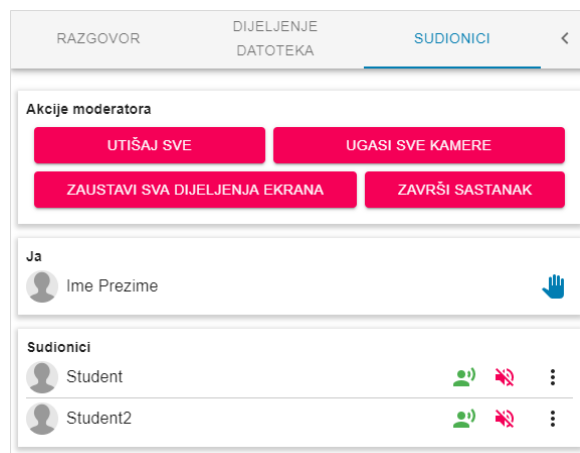 RAZGOVOR
DIJELJENJE
DATOTEKA
SUDIONICI
Akcije moderatora
UTIŠAJ SVE
UGASI SVE KAMERE
ZAUSTAVI SVA DIJELJENJA EKRANA
ZAVRŠI SASTANAK
Ja
Ime Prezime
Sudionici
Student
Student2